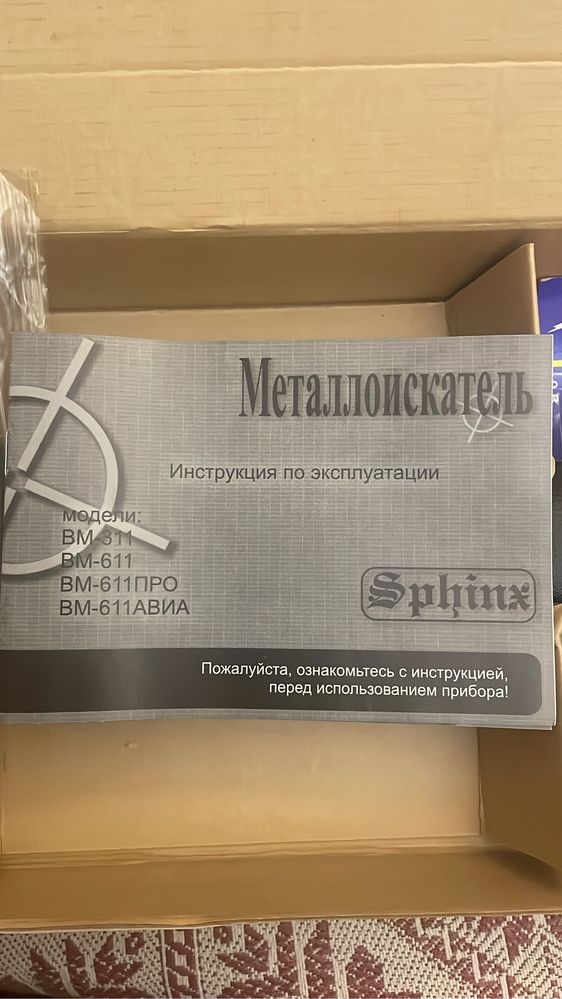 Металлоискатель
Инструкция по эксплуатации
модели:
ВМ-311
ВМ-611
ВМ-611ПРО
ВМ-611АВИА
Sphinx
Пожалуйста, ознакомьтесь с инструкцией,
перед использованием прибора!